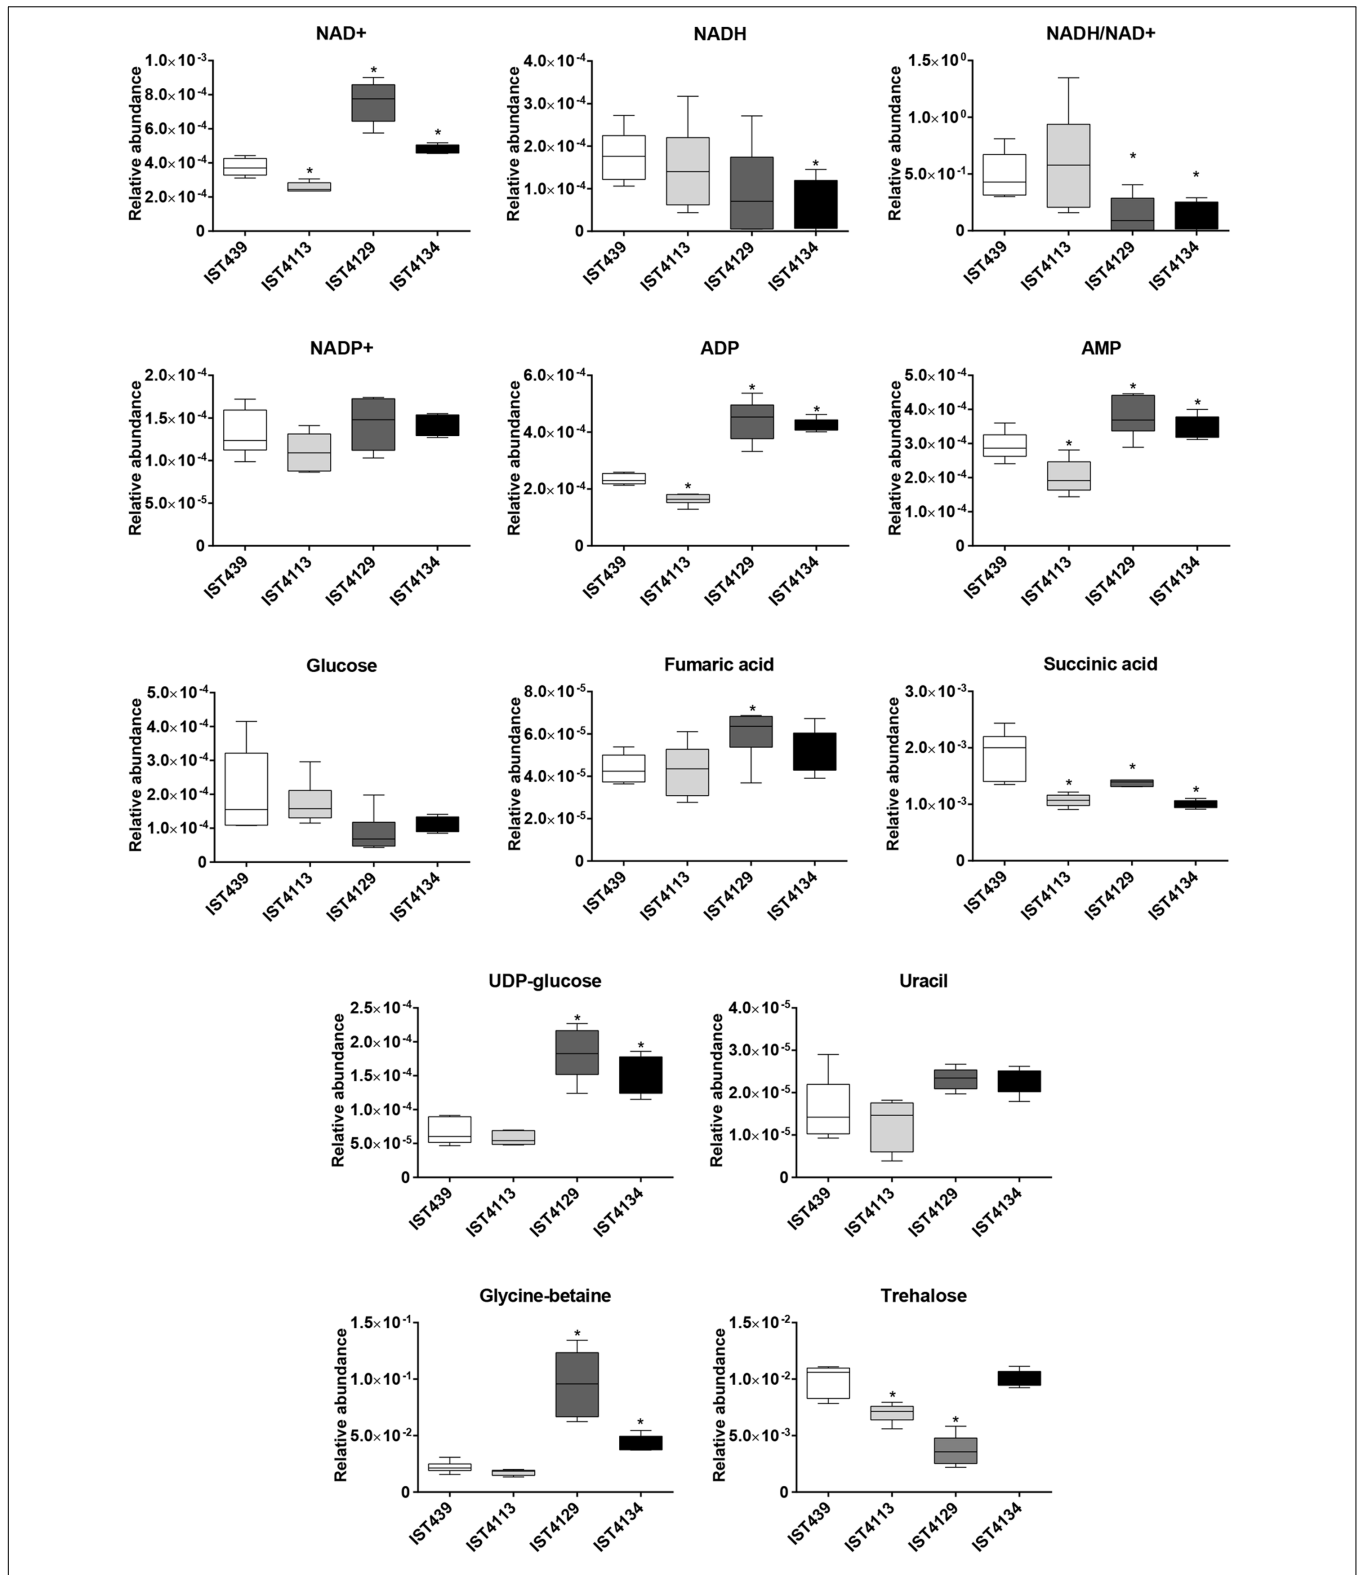 NAD+
Relative abundance
1.0×10⁻³
8.0×10⁻⁴
6.0×10⁻⁴
4.0×10⁻⁴
2.0×10⁻⁴
0
* * *
IST439 IST4113 IST4129 IST4134
NADH
Relative abundance
4.0×10⁻⁴
3.0×10⁻⁴
2.0×10⁻⁴
1.0×10⁻⁴
0
*
IST439 IST4113 IST4129 IST4134
NADH/NAD+
Relative abundance
1.5×10⁰
1.0×10⁰
5.0×10⁻¹
0
* *
IST439 IST4113 IST4129 IST4134
NADP+
Relative abundance
2.0×10⁻⁴
1.5×10⁻⁴
1.0×10⁻⁴
5.0×10⁻⁵
0
IST439 IST4113 IST4129 IST4134
ADP
Relative abundance
6.0×10⁻⁴
4.0×10⁻⁴
2.0×10⁻⁴
0
* * *
IST439 IST4113 IST4129 IST4134
AMP
Relative abundance
5.0×10⁻⁴
4.0×10⁻⁴
3.0×10⁻⁴
2.0×10⁻⁴
1.0×10⁻⁴
0
* * *
IST439 IST4113 IST4129 IST4134
Glucose
Relative abundance
5.0×10⁻⁴
4.0×10⁻⁴
3.0×10⁻⁴
2.0×10⁻⁴
1.0×10⁻⁴
0
IST439 IST4113 IST4129 IST4134
Fumaric acid
Relative abundance
8.0×10⁻⁵
6.0×10⁻⁵
4.0×10⁻⁵
2.0×10⁻⁵
0
*
IST439 IST4113 IST4129 IST4134
Succinic acid
Relative abundance
3.0×10⁻³
2.0×10⁻³
1.0×10⁻³
0
* * *
IST439 IST4113 IST4129 IST4134
UDP-glucose
Relative abundance
2.5×10⁻⁴
2.0×10⁻⁴
1.5×10⁻⁴
1.0×10⁻⁴
5.0×10⁻⁵
0
* *
IST439 IST4113 IST4129 IST4134
Uracil
Relative abundance
4.0×10⁻⁵
3.0×10⁻⁵
2.0×10⁻⁵
1.0×10⁻⁵
0
IST439 IST4113 IST4129 IST4134
Glycine-betaine
Relative abundance
1.5×10⁻¹
1.0×10⁻¹
5.0×10⁻²
0
* *
IST439 IST4113 IST4129 IST4134
Trehalose
Relative abundance
1.5×10⁻²
1.0×10⁻²
5.0×10⁻³
0
* *
IST439 IST4113 IST4129 IST4134